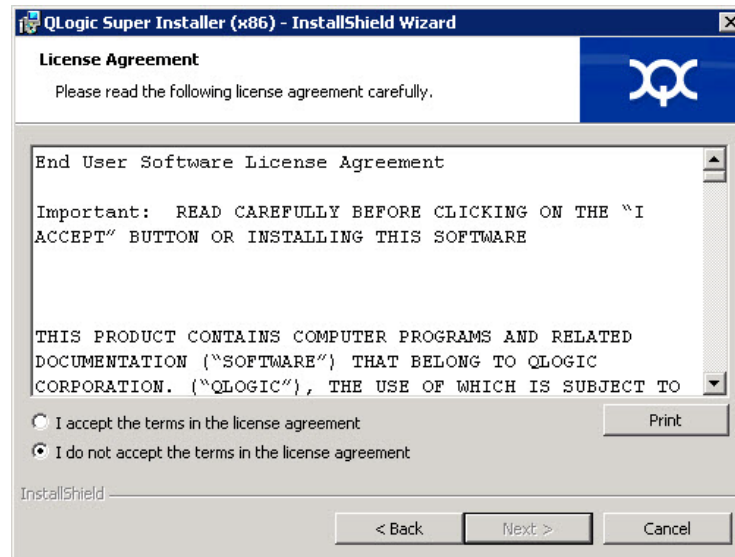 QLogic Super Installer (x86) - InstallShield Wizard
License Agreement
Please read the following license agreement carefully.
End User Software License Agreement
Important:  READ CAREFULLY BEFORE CLICKING ON THE “I
ACCEPT” BUTTON OR INSTALLING THIS SOFTWARE
THIS PRODUCT CONTAINS COMPUTER PROGRAMS AND RELATED
DOCUMENTATION (“SOFTWARE”) THAT BELONG TO QLOGIC
CORPORATION. (“QLOGIC”), THE USE OF WHICH IS SUBJECT TO
I accept the terms in the license agreement
Print
I do not accept the terms in the license agreement
InstallShield
< Back Next > Cancel